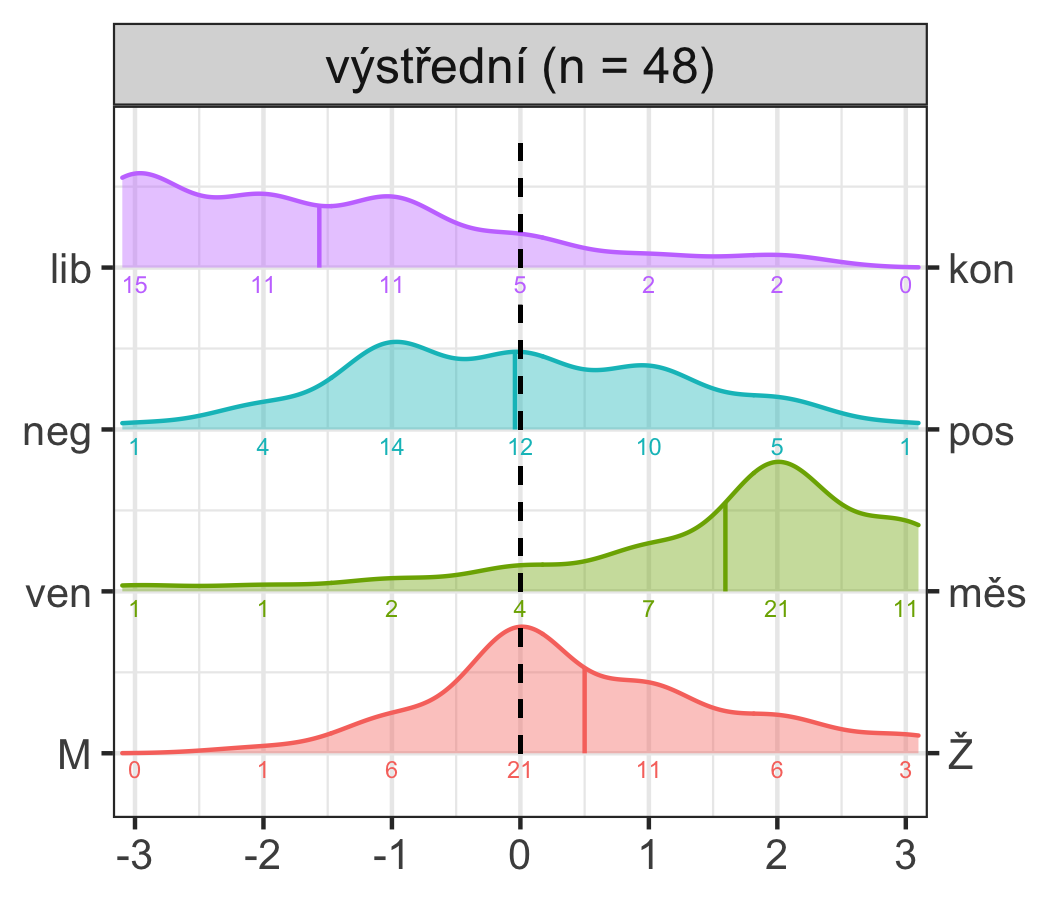 výstřední (n = 48)
lib kon
15 11 11 5 2 2 0
neg pos
1 4 14 12 10 5 1
ven měs
1 1 2 4 7 21 11
M Ž
0 1 6 21 11 6 3
-3 -2 -1 0 1 2 3